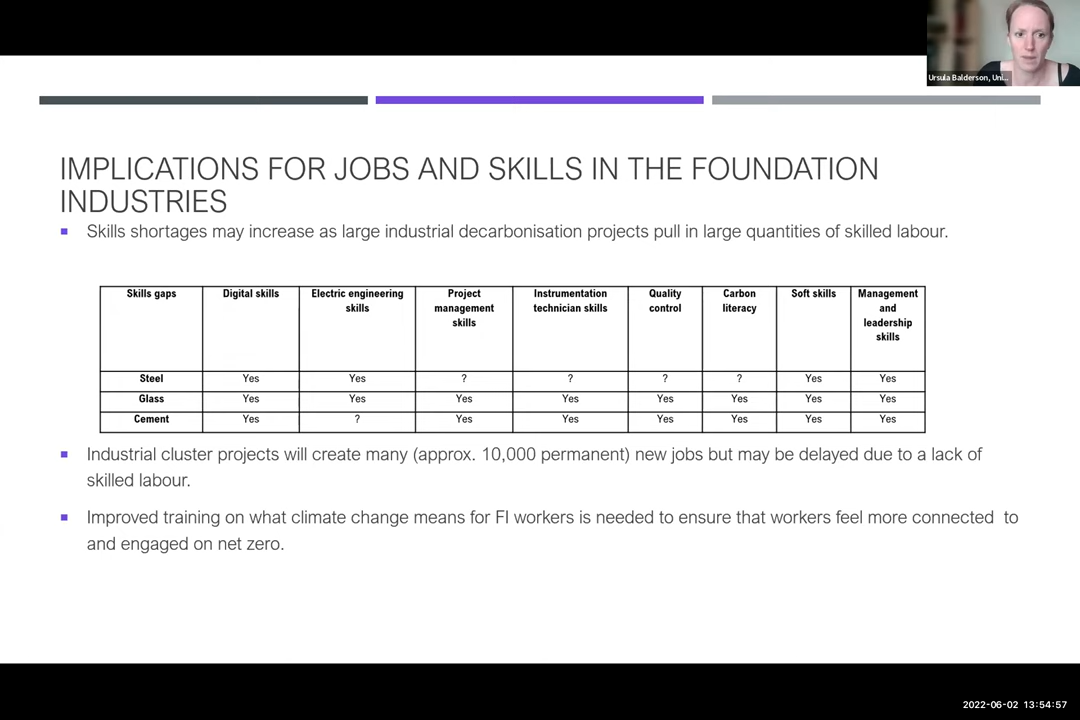 Ursula Balderson, Uni...
IMPLICATIONS FOR JOBS AND SKILLS IN THE FOUNDATION
INDUSTRIES
Skills shortages may increase as large industrial decarbonisation projects pull in large quantities of skilled labour.
Skills gaps Digital skills Electric engineering skills Project management skills Instrumentation technician skills Quality control Carbon literacy Soft skills Management and leadership skills
Steel Yes Yes ? ? ? ? Yes Yes
Glass Yes Yes Yes Yes Yes Yes Yes Yes
Cement Yes ? Yes Yes Yes Yes Yes Yes
Industrial cluster projects will create many (approx. 10,000 permanent) new jobs but may be delayed due to a lack of
skilled labour.
Improved training on what climate change means for FI workers is needed to ensure that workers feel more connected to
and engaged on net zero.
2022-06-02 13:54:57